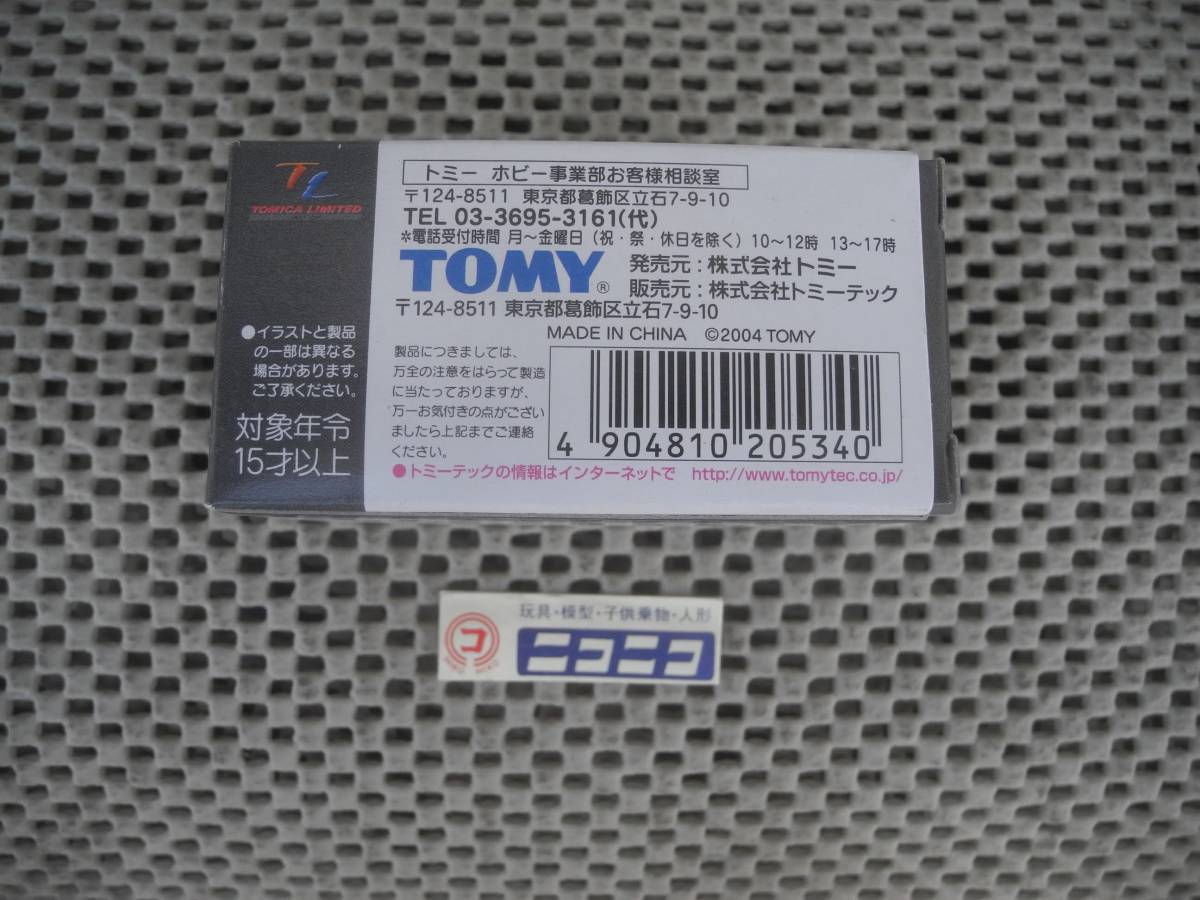 TL
TOMICA LIMITED
●イラストと製品
の一部は異なる
場合があります。
ご了承ください。
対象年令
15才以上
トミー ホビー事業部お客様相談室
〒124-8511 東京都葛飾区立石7-9-10
TEL 03-3695-3161(代)
*電話受付時間 月~金曜日(祝・祭・休日を除く)10~12時 13~17時
TOMY®
発売元:株式会社トミー
販売元:株式会社トミーテック
〒124-8511 東京都葛飾区立石7-9-10
MADE IN CHINA ©2004 TOMY
製品につきましては、
万全の注意をはらって製造
に当たっておりますが、
万一お気付きの点がござい
ましたら上記までご連絡
ください。
4 904810 205340
●トミーテックの情報はインターネットで http://www.tomytec.co.jp/
コ
玩具・模型・子供乗物・人形
ニコニコ